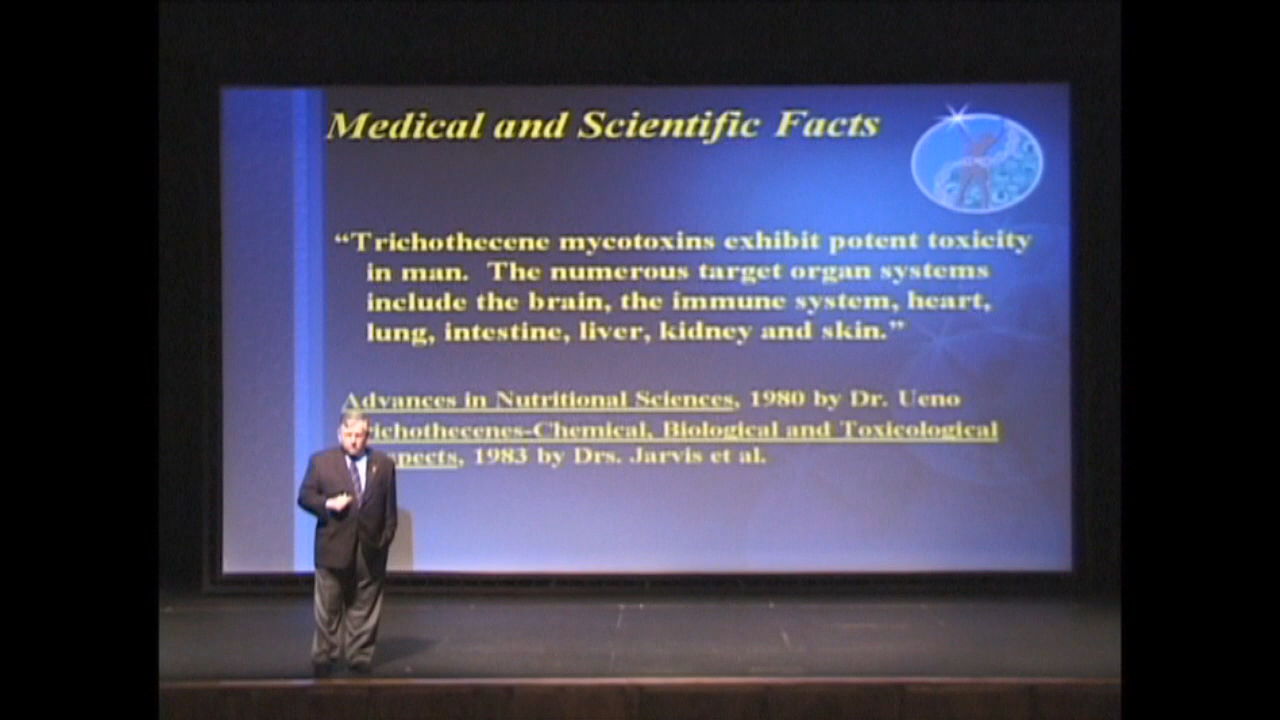 Medical and Scientific Facts
“Trichothecene mycotoxins exhibit potent toxicity
in man. The numerous target organ systems
include the brain, the immune system, heart,
lung, intestine, liver, kidney and skin.”
Advances in Nutritional Sciences, 1980 by Dr. Ueno
ichothecenes-Chemical, Biological and Toxicological
spects, 1983 by Drs. Jarvis et al.